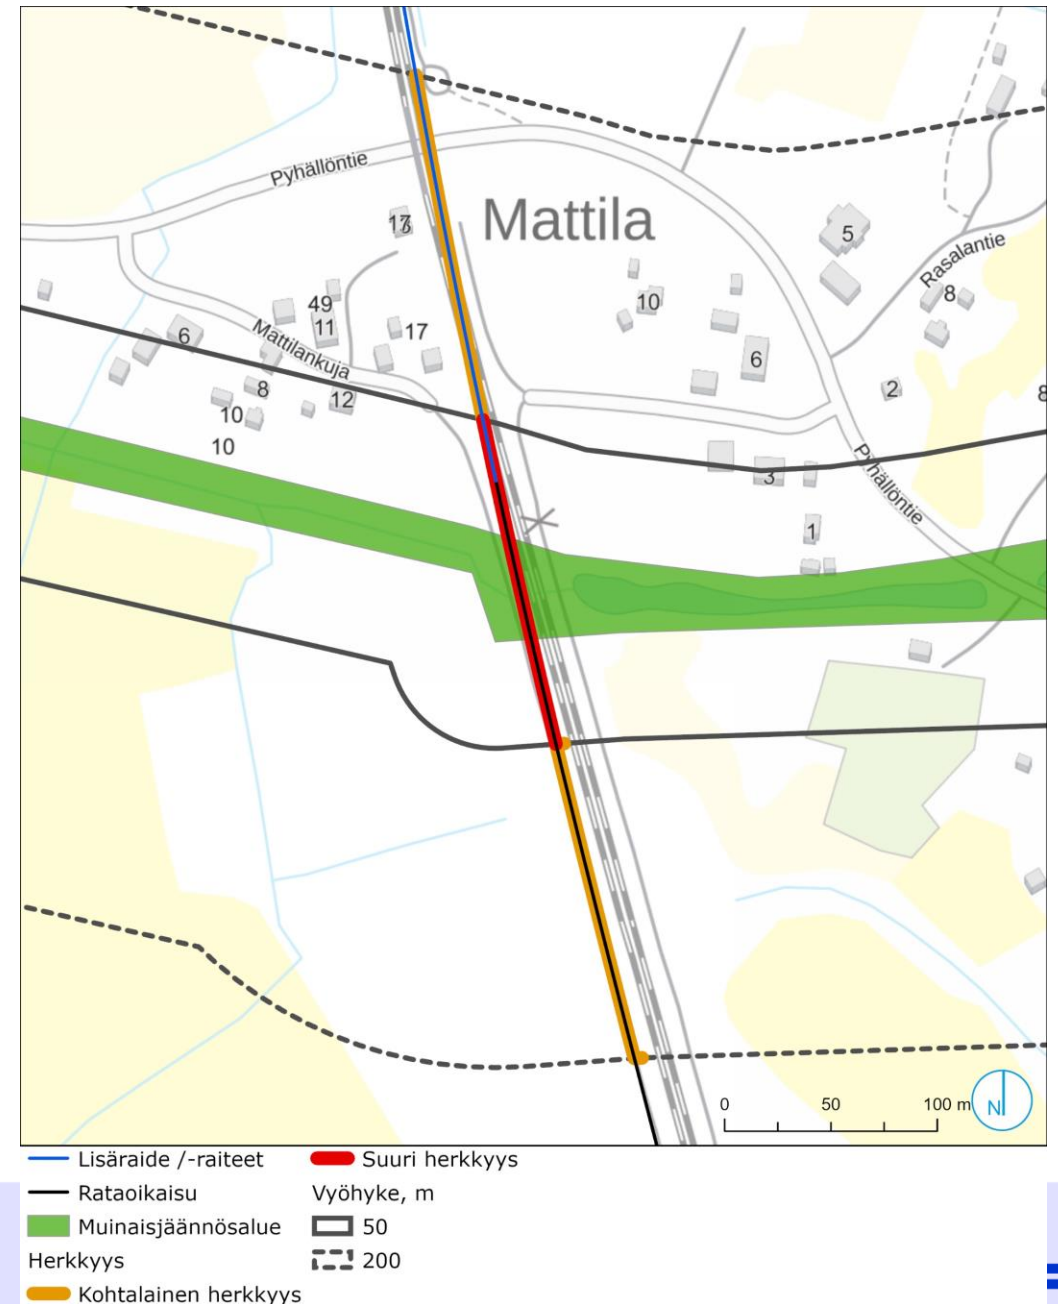 Pyhällöntie
Mattila
5
Rasalantie
8
10
49
11
17
6
Mattilankuja
6
2
8
8
12
10
10
3
Pyhällöntie
1
0 50 100 m
N
Lisäraide /-raiteet
Suuri herkkyys
Rataoikaisu
Vyöhyke, m
Muinaisjäännösalue
50
Herkkyys
200
Kohtalainen herkkyys